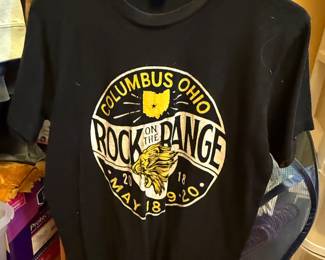 COLUMBUS OHIO
ROCK ON THE RANGE
20 18
MAY 18 · 19 · 20